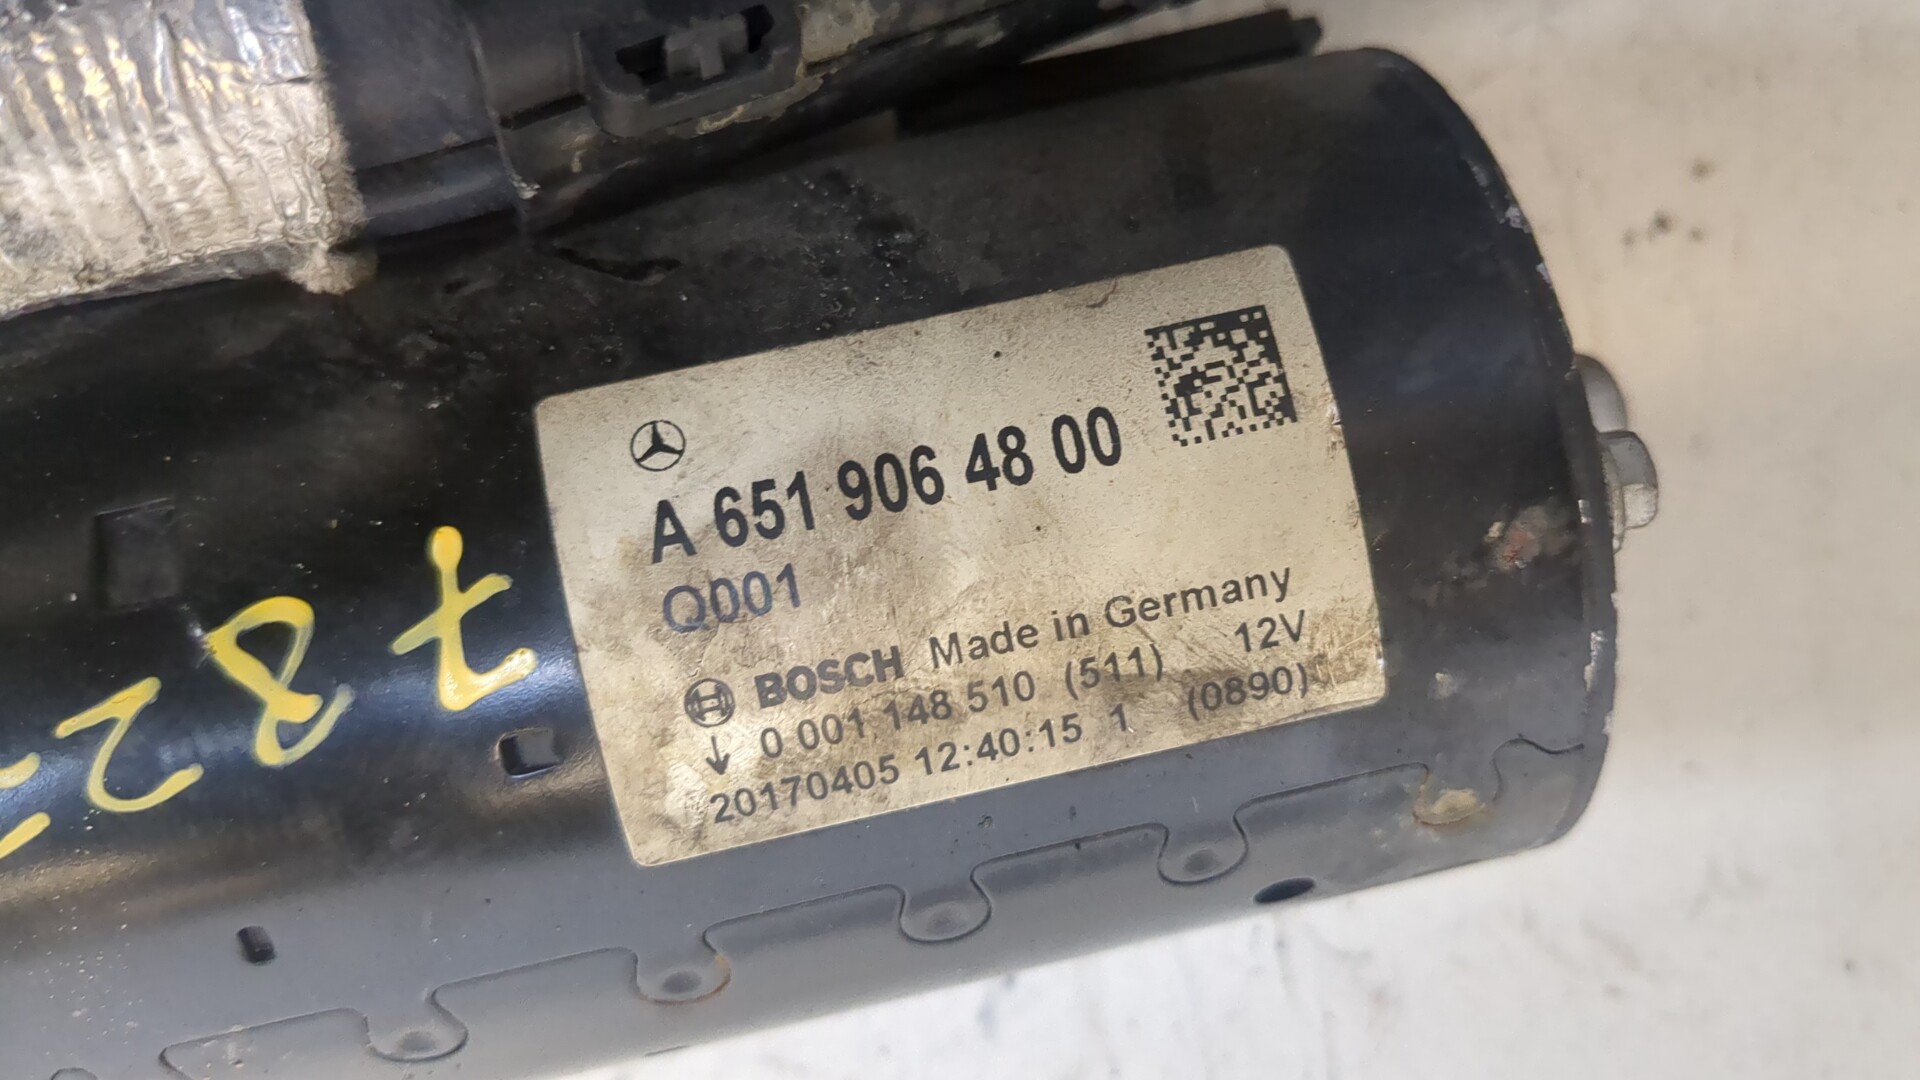 A 651 906 48 00
Q001
BOSCH Made in Germany
0 001 148 510 (511) 12V
20170405 12:40:15 1 (0890)
782